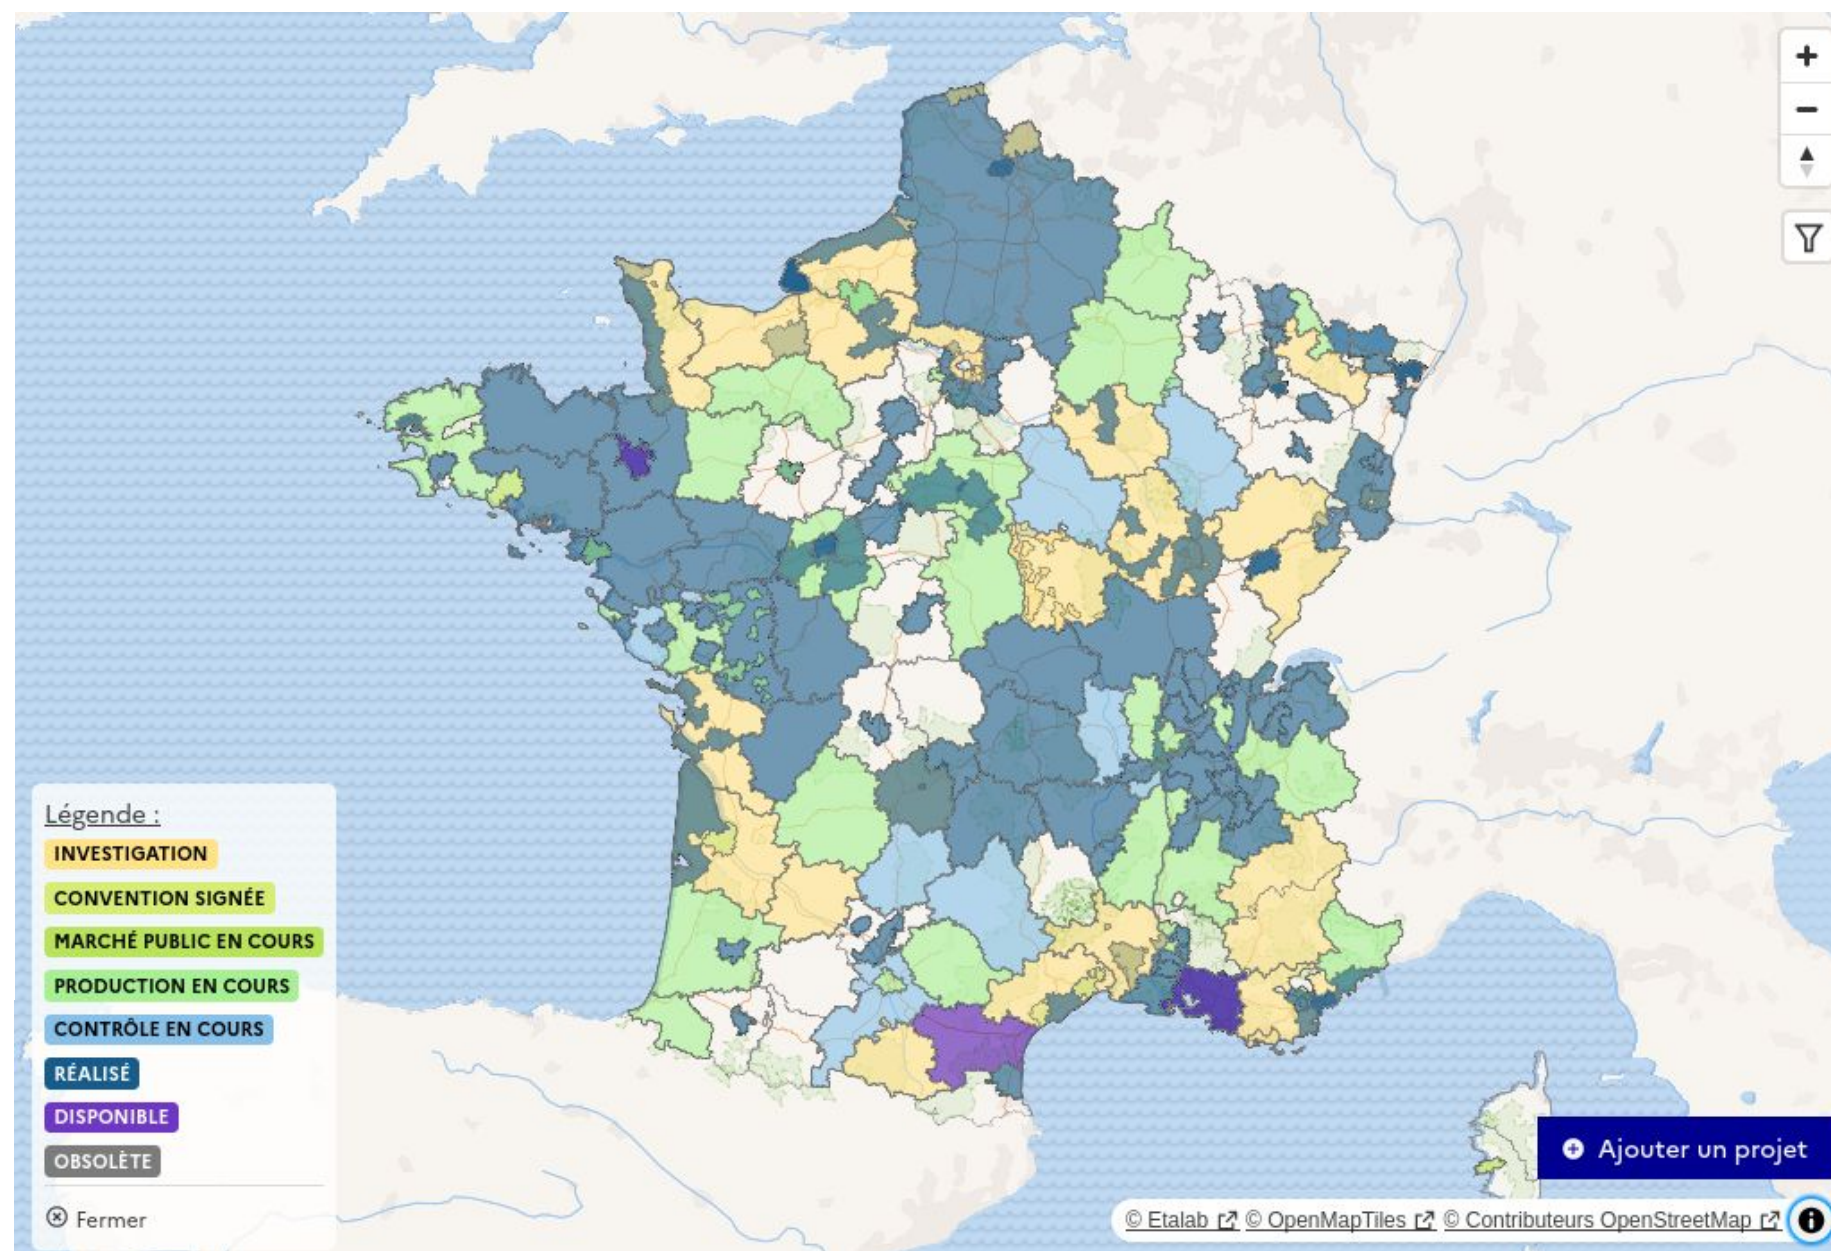 Légende :
INVESTIGATION
CONVENTION SIGNÉE
MARCHÉ PUBLIC EN COURS
PRODUCTION EN COURS
CONTRÔLE EN COURS
RÉALISÉ
DISPONIBLE
OBSOLÈTE
Fermer
Ajouter un projet
© Etalab © OpenMapTiles © Contributeurs OpenStreetMap